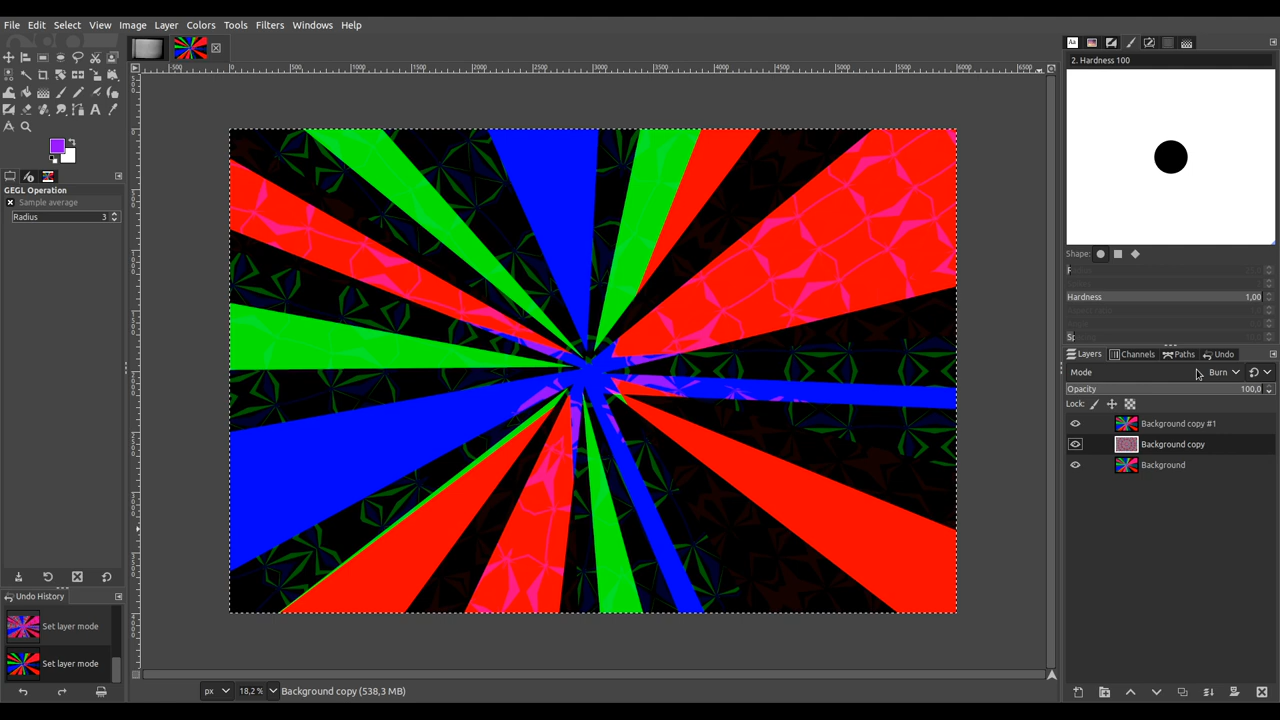 File Edit Select View Image Layer Colors Tools Filters Windows Help
2. Hardness 100
GEGL Operation
Sample average
Radius 3
Shape:
Hardness 1,00
Layers Channels Paths Undo
Mode Burn
Opacity 100,0
Lock:
Background copy #1
Background copy
Background
Undo History
Set layer mode
Set layer mode
px 18,2 % Background copy (538,3 MB)